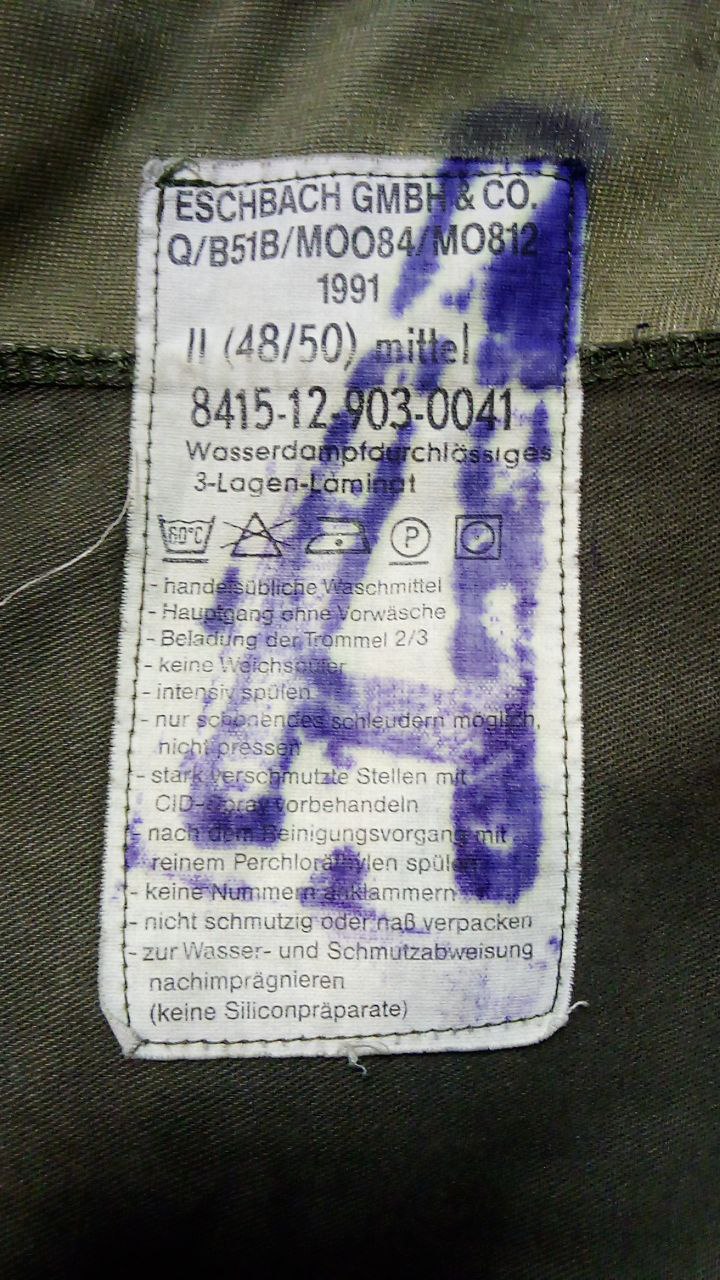 ESCHBACH GMBH & CO.
Q/B51B/M0084/M0812
1991
II (48/50) mittel
8415-12-903-0041
Wasserdampfdurchlässiges
3-Lagen-Laminat
60°C
P
- handelsübliche Waschmittel
- Hauptgang ohne Vorwäsche
- Beladung der Trommel 2/3
- keine Weichspüler
- intensiv spülen
- nur schonendes schleudern möglich,
nicht pressen
- stark verschmutzte Stellen mit
CID-Spray vorbehandeln
- nach dem Reinigungsvorgang mit
reinem Perchloräthylen spülen
- keine Nummern anklammern
- nicht schmutzig oder naß verpacken
- zur Wasser- und Schmutzabweisung
nachimprägnieren
(keine Siliconpräparate)